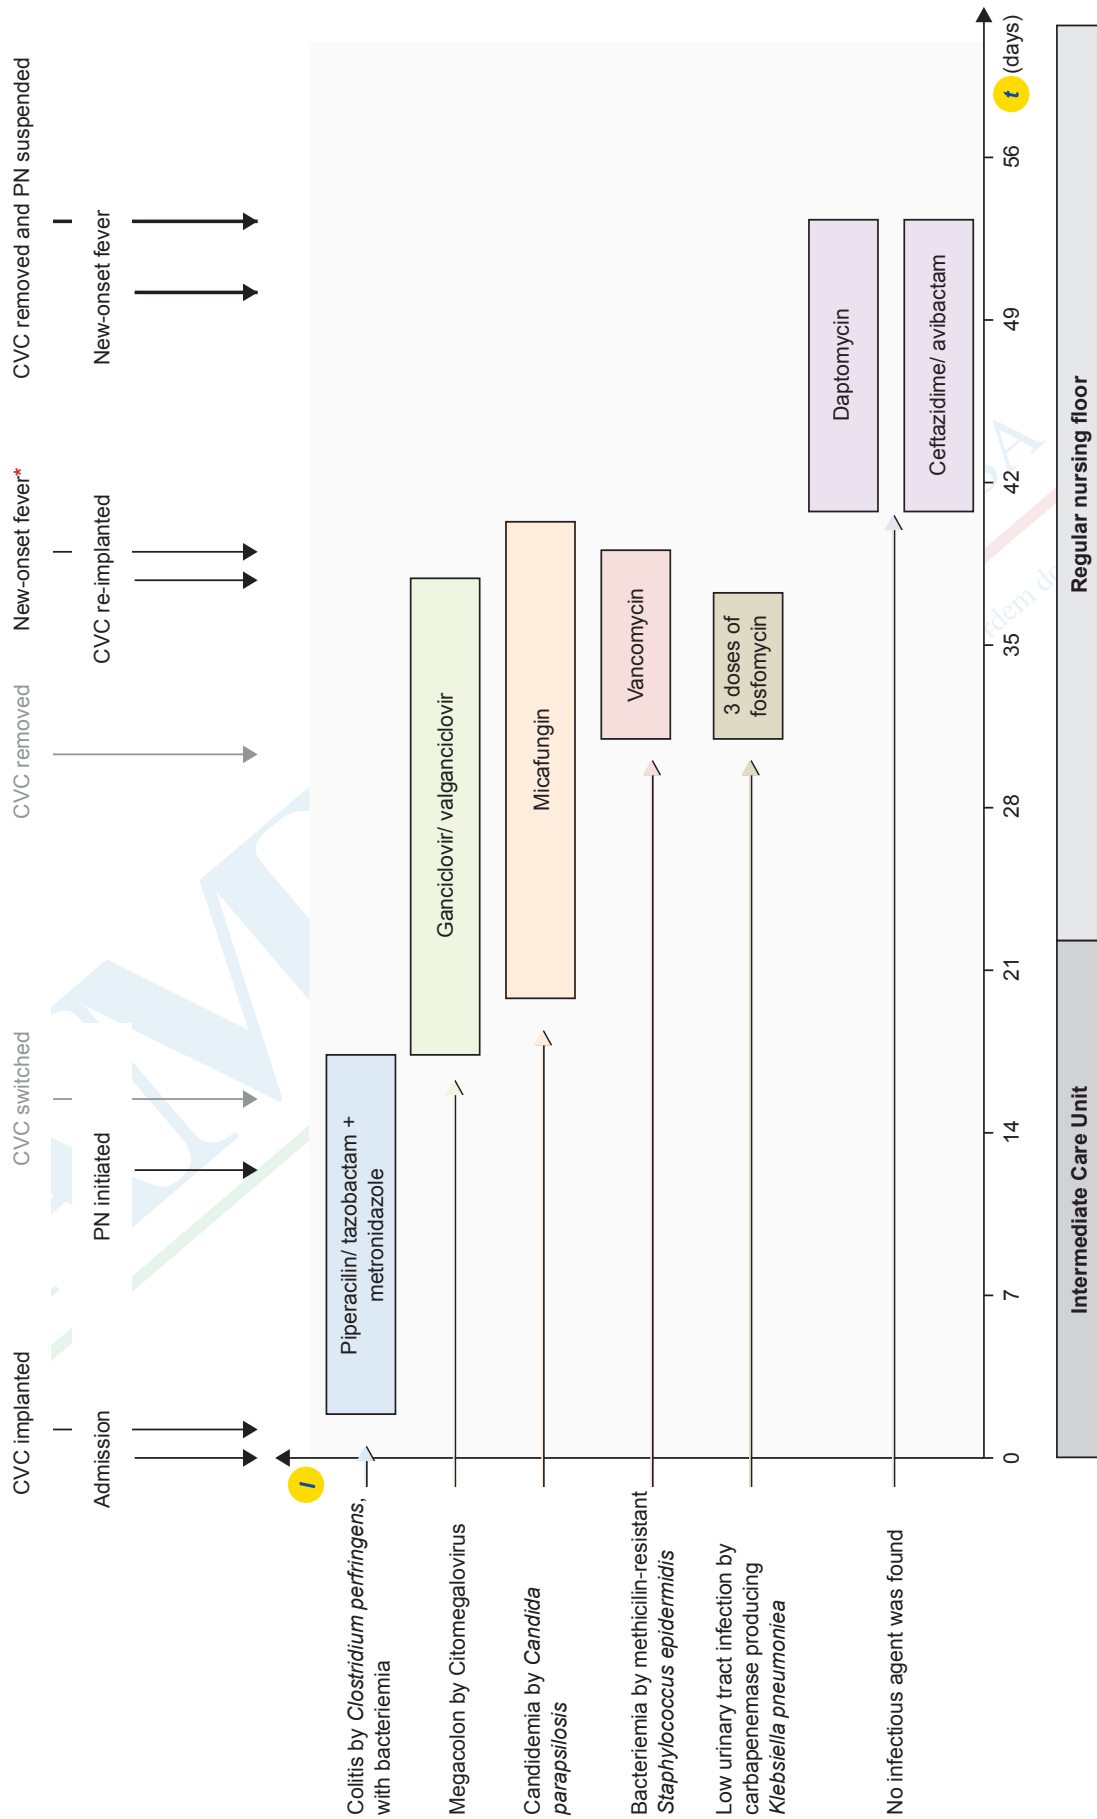 CVC implanted
CVC switched
CVC removed
New-onset fever*
CVC removed and PN suspended
Admission
PN initiated
CVC re-implanted
New-onset fever
I
Colitis by Clostridium perfringens,
with bacteriemia
Piperacilin/ tazobactam +
metronidazole
Megacolon by Citomegalovirus
Ganciclovir/ valganciclovir
Candidemia by Candida
parapsilosis
Micafungin
Bacteriemia by methicilin-resistant
Staphylococcus epidermidis
Vancomycin
Low urinary tract infection by
carbapenemase producing
Klebsiella pneumoniea
3 doses of
fosfomycin
No infectious agent was found
Daptomycin
Ceftazidime/ avibactam
0 7 14 21 28 35 42 49 56 t (days)
Intermediate Care Unit
Regular nursing floor